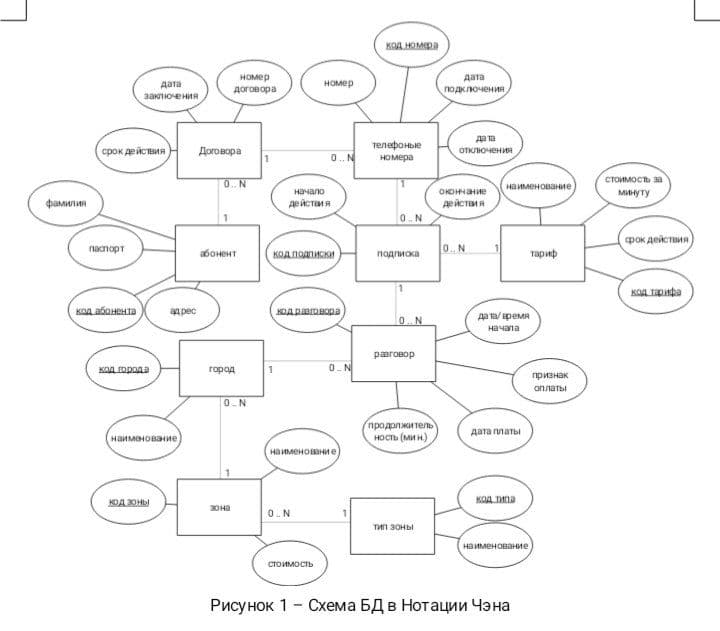 код номера
дата
заключения
номер
договора
номер
дата
подключения
срок действия
Договора
1
0 .. N
телефоные
номера
дата
отключения
0 .. N
1
начало
действия
окончание
действия
наименование
стоимость за
минуту
фамилия
1
0 .. N
паспорт
абонент
код подписки
подписка
0 .. N
1
тариф
срок действия
код абонента
адрес
1
код тарифа
код разговора
0 .. N
дата/время
начала
код города
город
1
0 .. N
разговор
признак
оплаты
0 .. N
наименование
продолжитель
ность (мин.)
дата платы
наименование
1
код зоны
зона
0 .. N
1
тип зоны
код типа
наименование
стоимость
Рисунок 1 – Схема БД в Нотации Чэна